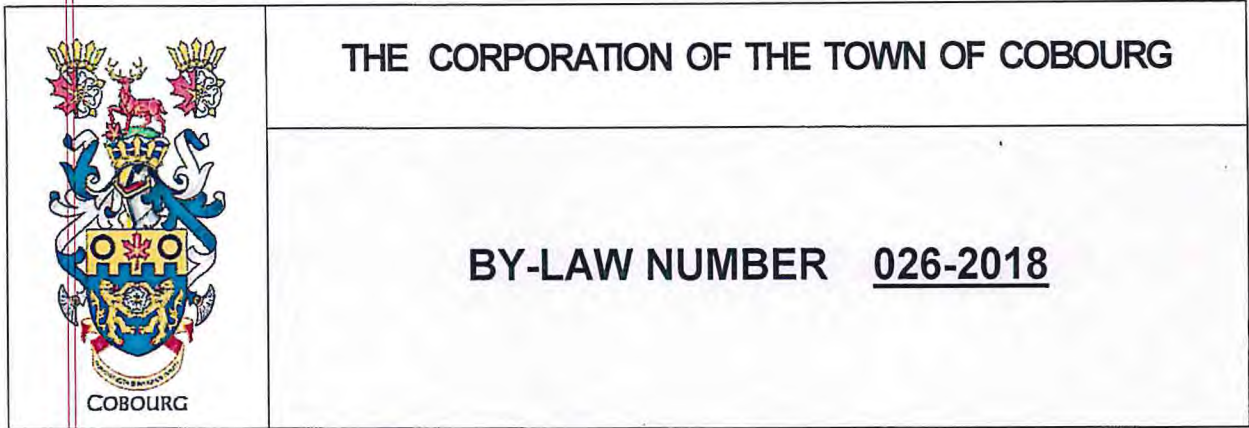 THE CORPORATION OF THE TOWN OF COBOURG
BY-LAW NUMBER 026-2018
COBOURG